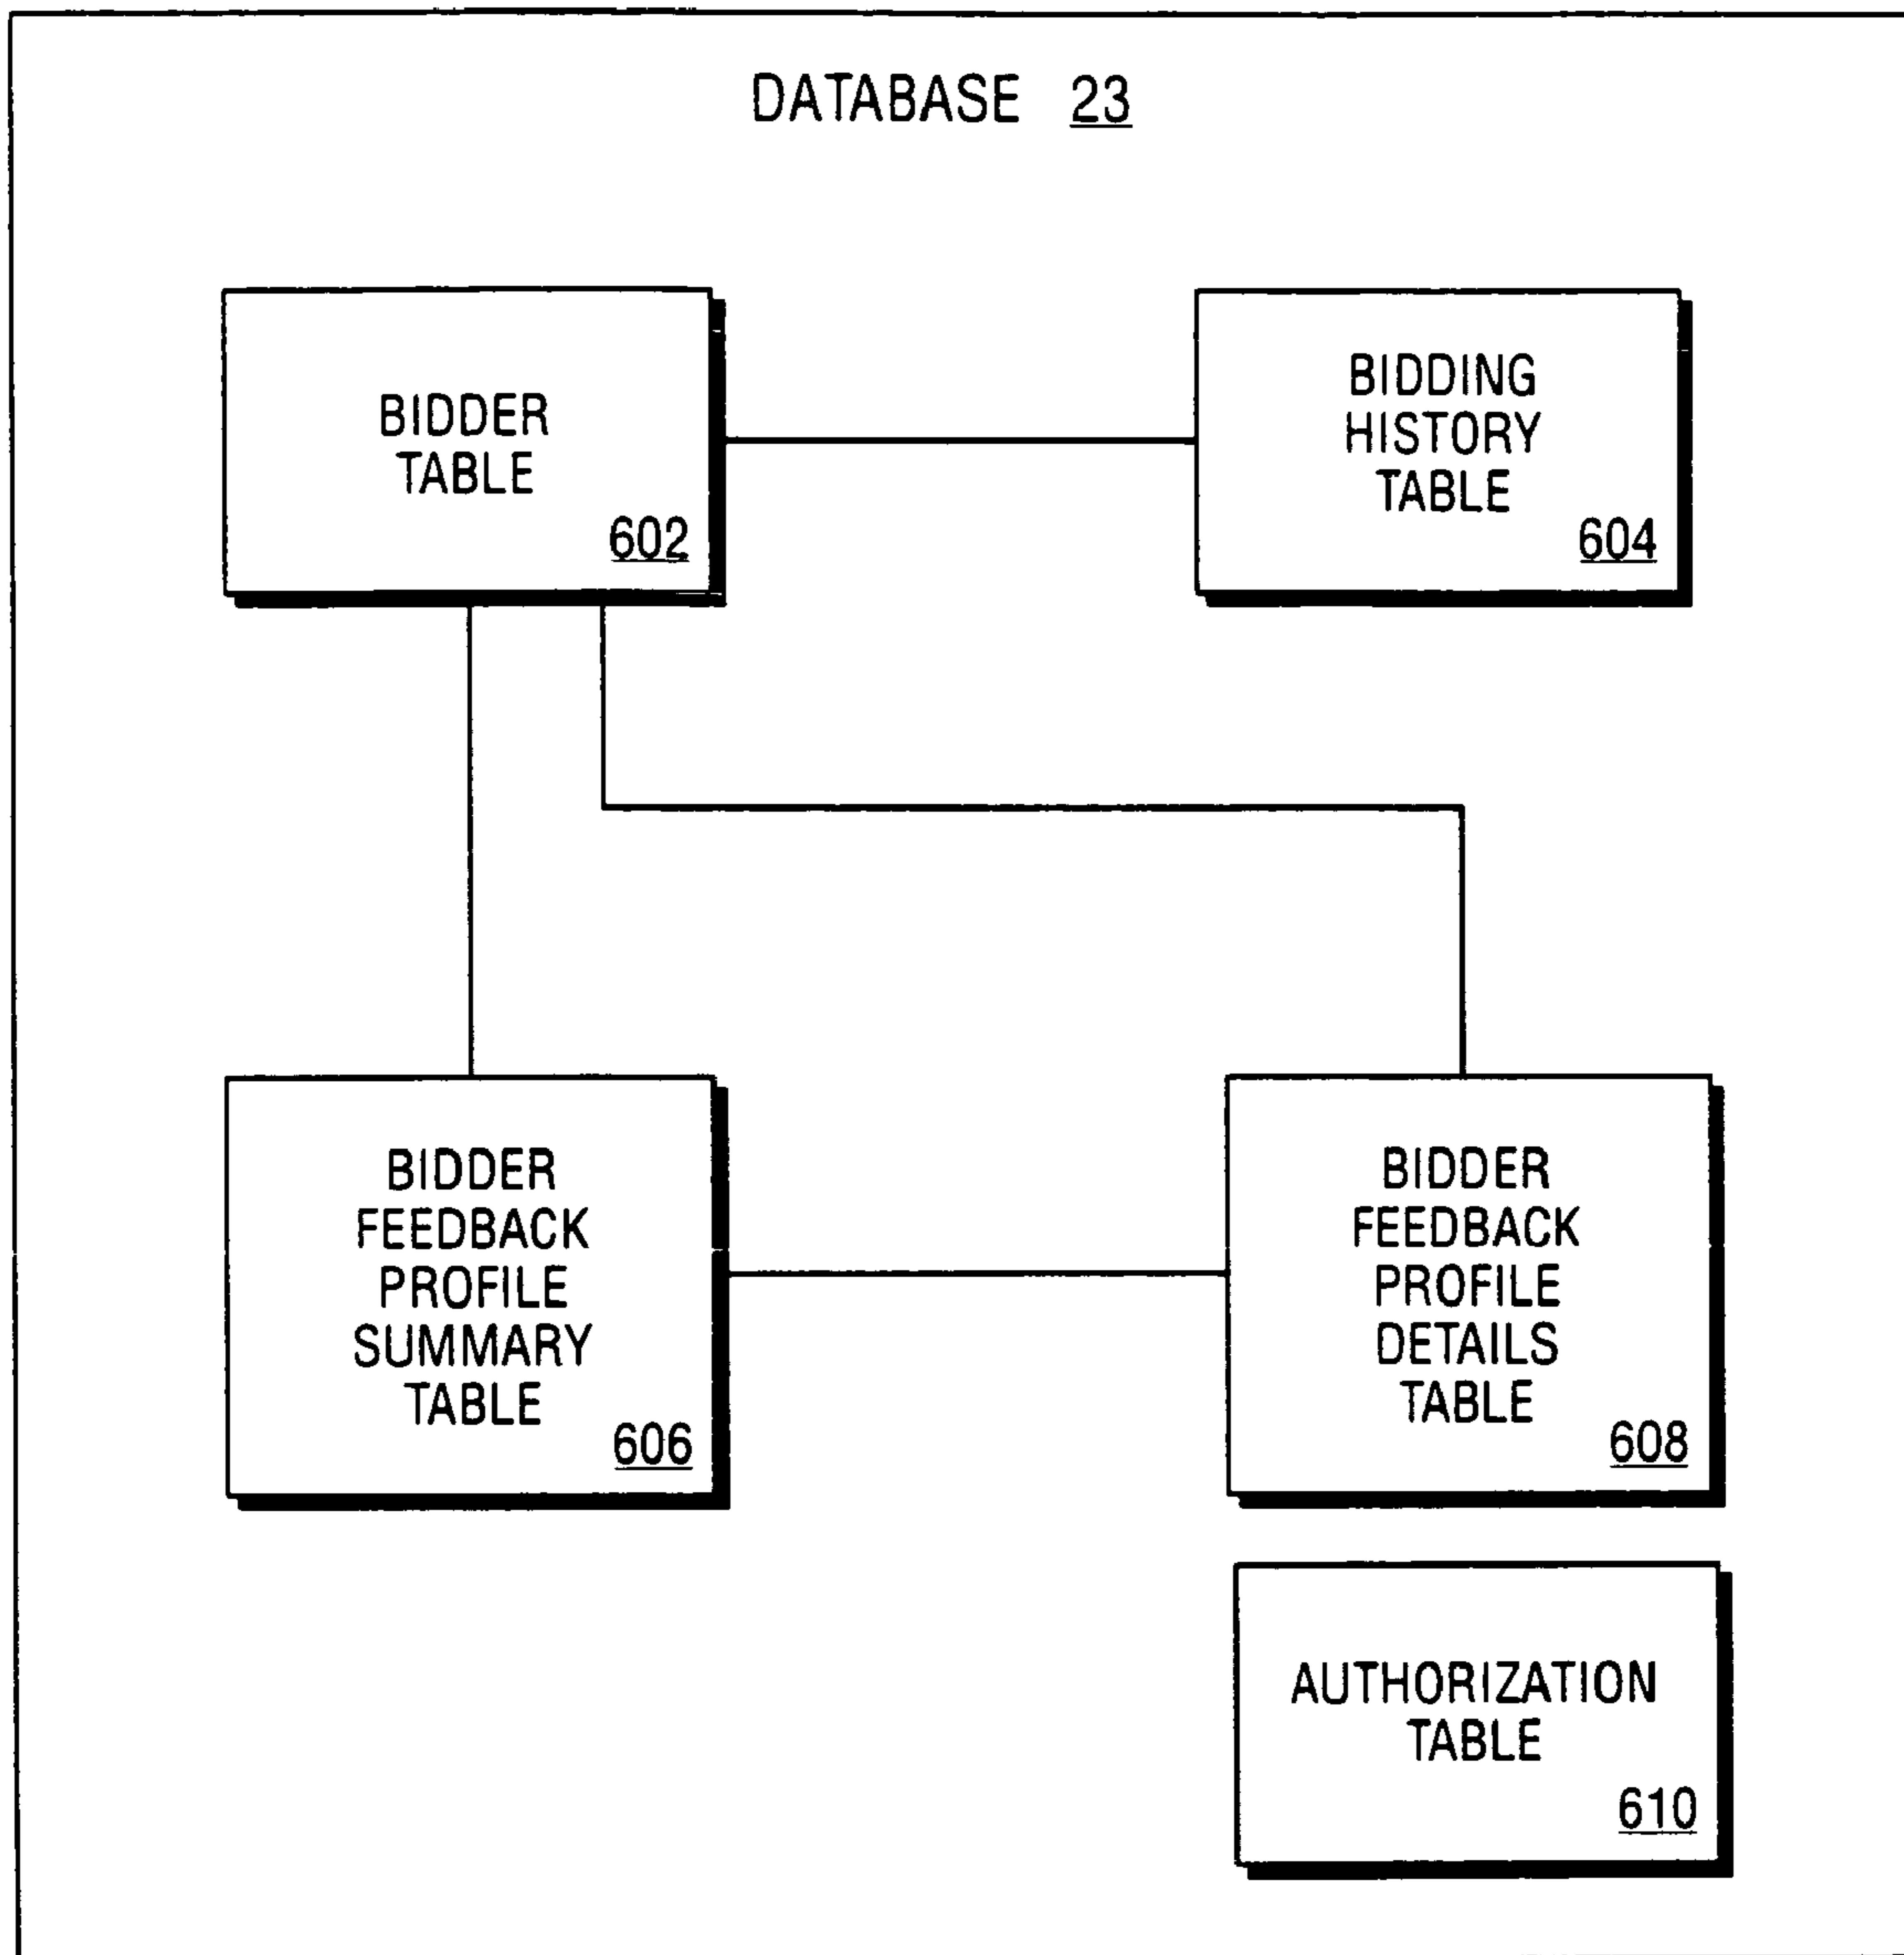 DATABASE 23
BIDDER
TABLE
602
BIDDING
HISTORY
TABLE
604
BIDDER
FEEDBACK
PROFILE
SUMMARY
TABLE
606
BIDDER
FEEDBACK
PROFILE
DETAILS
TABLE
608
AUTHORIZATION
TABLE
610